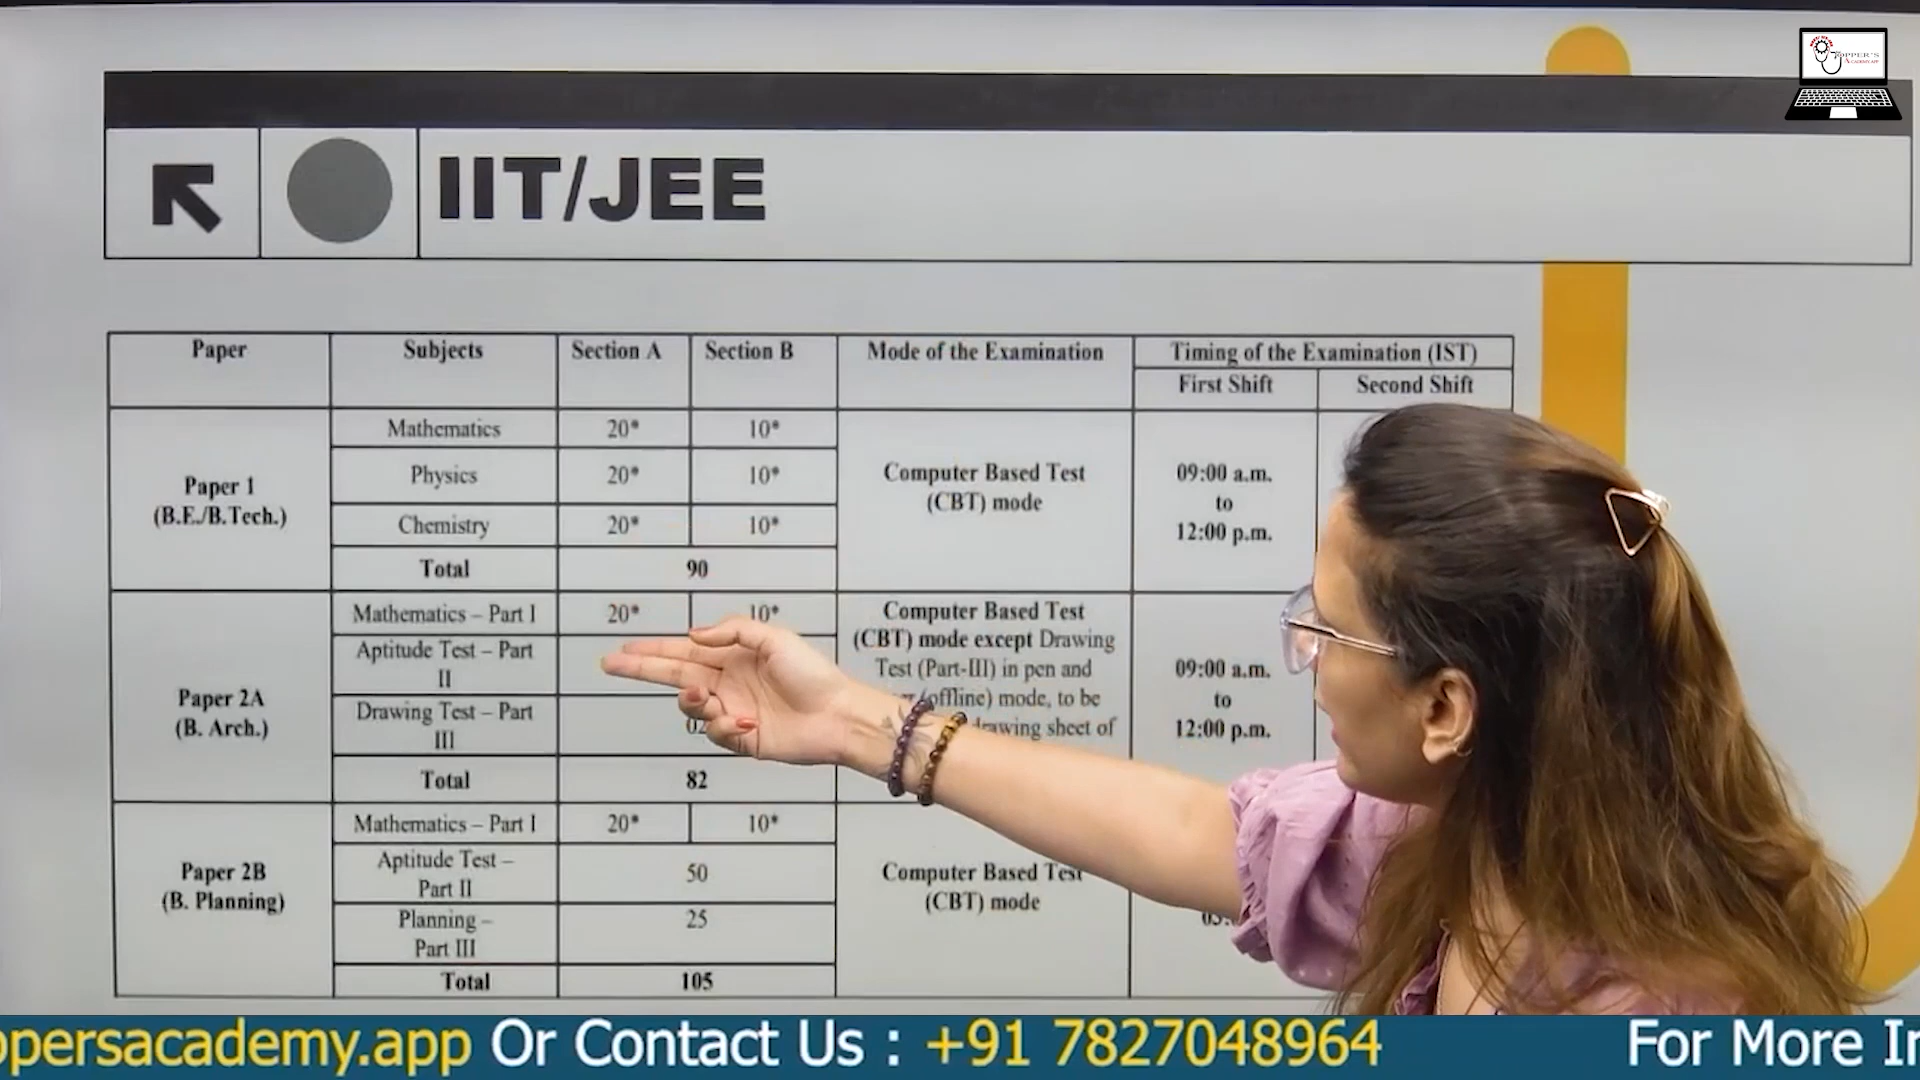 TOPPER'S
ACADEMY APP
IIT/JEE
Paper
Subjects
Section A
Section B
Mode of the Examination
Timing of the Examination (IST)
First Shift
Second Shift
Paper 1
(B.E./B.Tech.)
Mathematics
20*
10*
Physics
20*
10*
Chemistry
20*
10*
Total
90
Computer Based Test
(CBT) mode
09:00 a.m.
to
12:00 p.m.
Paper 2A
(B. Arch.)
Mathematics – Part I
20*
10*
Aptitude Test – Part
II
Drawing Test – Part
III
02
Total
82
Computer Based Test
(CBT) mode except Drawing
Test (Part-III) in pen and
(offline) mode, to be
drawing sheet of
09:00 a.m.
to
12:00 p.m.
Paper 2B
(B. Planning)
Mathematics – Part I
20*
10*
Aptitude Test –
Part II
50
Planning –
Part III
25
Total
105
Computer Based Test
(CBT) mode
ppersacademy.app Or Contact Us : +91 7827048964 For More In